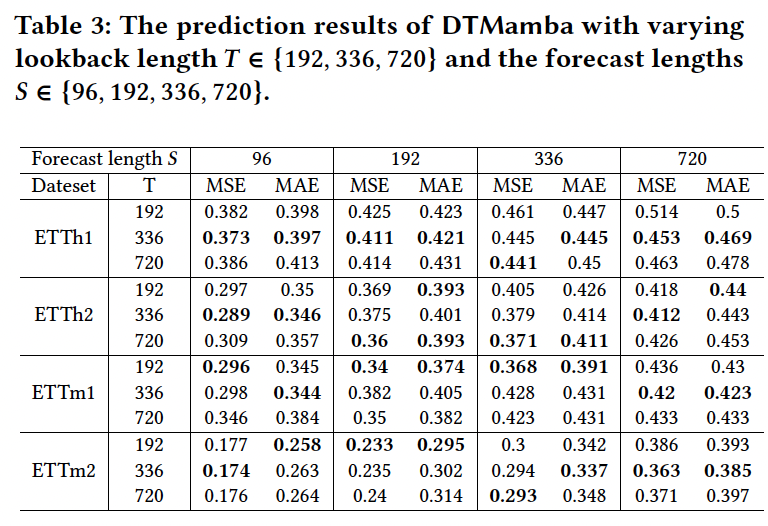 Table 3: The prediction results of DTMamba with varying
lookback length T ∈ {192, 336, 720} and the forecast lengths
S ∈ {96, 192, 336, 720}.
Forecast length S 96 192 336 720
Dateset T MSE MAE MSE MAE MSE MAE MSE MAE
192 0.382 0.398 0.425 0.423 0.461 0.447 0.514 0.5
ETTh1 336 0.373 0.397 0.411 0.421 0.445 0.445 0.453 0.469
720 0.386 0.413 0.414 0.431 0.441 0.45 0.463 0.478
192 0.297 0.35 0.369 0.393 0.405 0.426 0.418 0.44
ETTh2 336 0.289 0.346 0.375 0.401 0.379 0.414 0.412 0.443
720 0.309 0.357 0.36 0.393 0.371 0.411 0.426 0.453
192 0.296 0.345 0.34 0.374 0.368 0.391 0.436 0.43
ETTm1 336 0.298 0.344 0.382 0.405 0.428 0.431 0.42 0.423
720 0.346 0.384 0.35 0.382 0.423 0.431 0.433 0.433
192 0.177 0.258 0.233 0.295 0.3 0.342 0.386 0.393
ETTm2 336 0.174 0.263 0.235 0.302 0.294 0.337 0.363 0.385
720 0.176 0.264 0.24 0.314 0.293 0.348 0.371 0.397